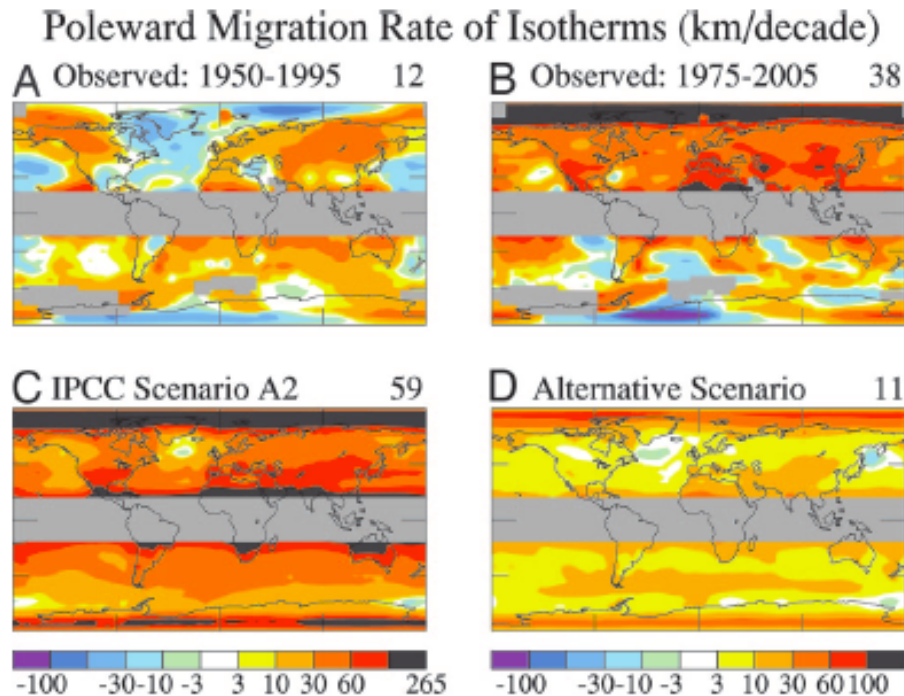 Poleward Migration Rate of Isotherms (km/decade)
A Observed: 1950-1995 12
B Observed: 1975-2005 38
C IPCC Scenario A2 59
D Alternative Scenario 11
-100 -30 -10 -3 3 10 30 60 265
-100 -30 -10 -3 3 10 30 60 100